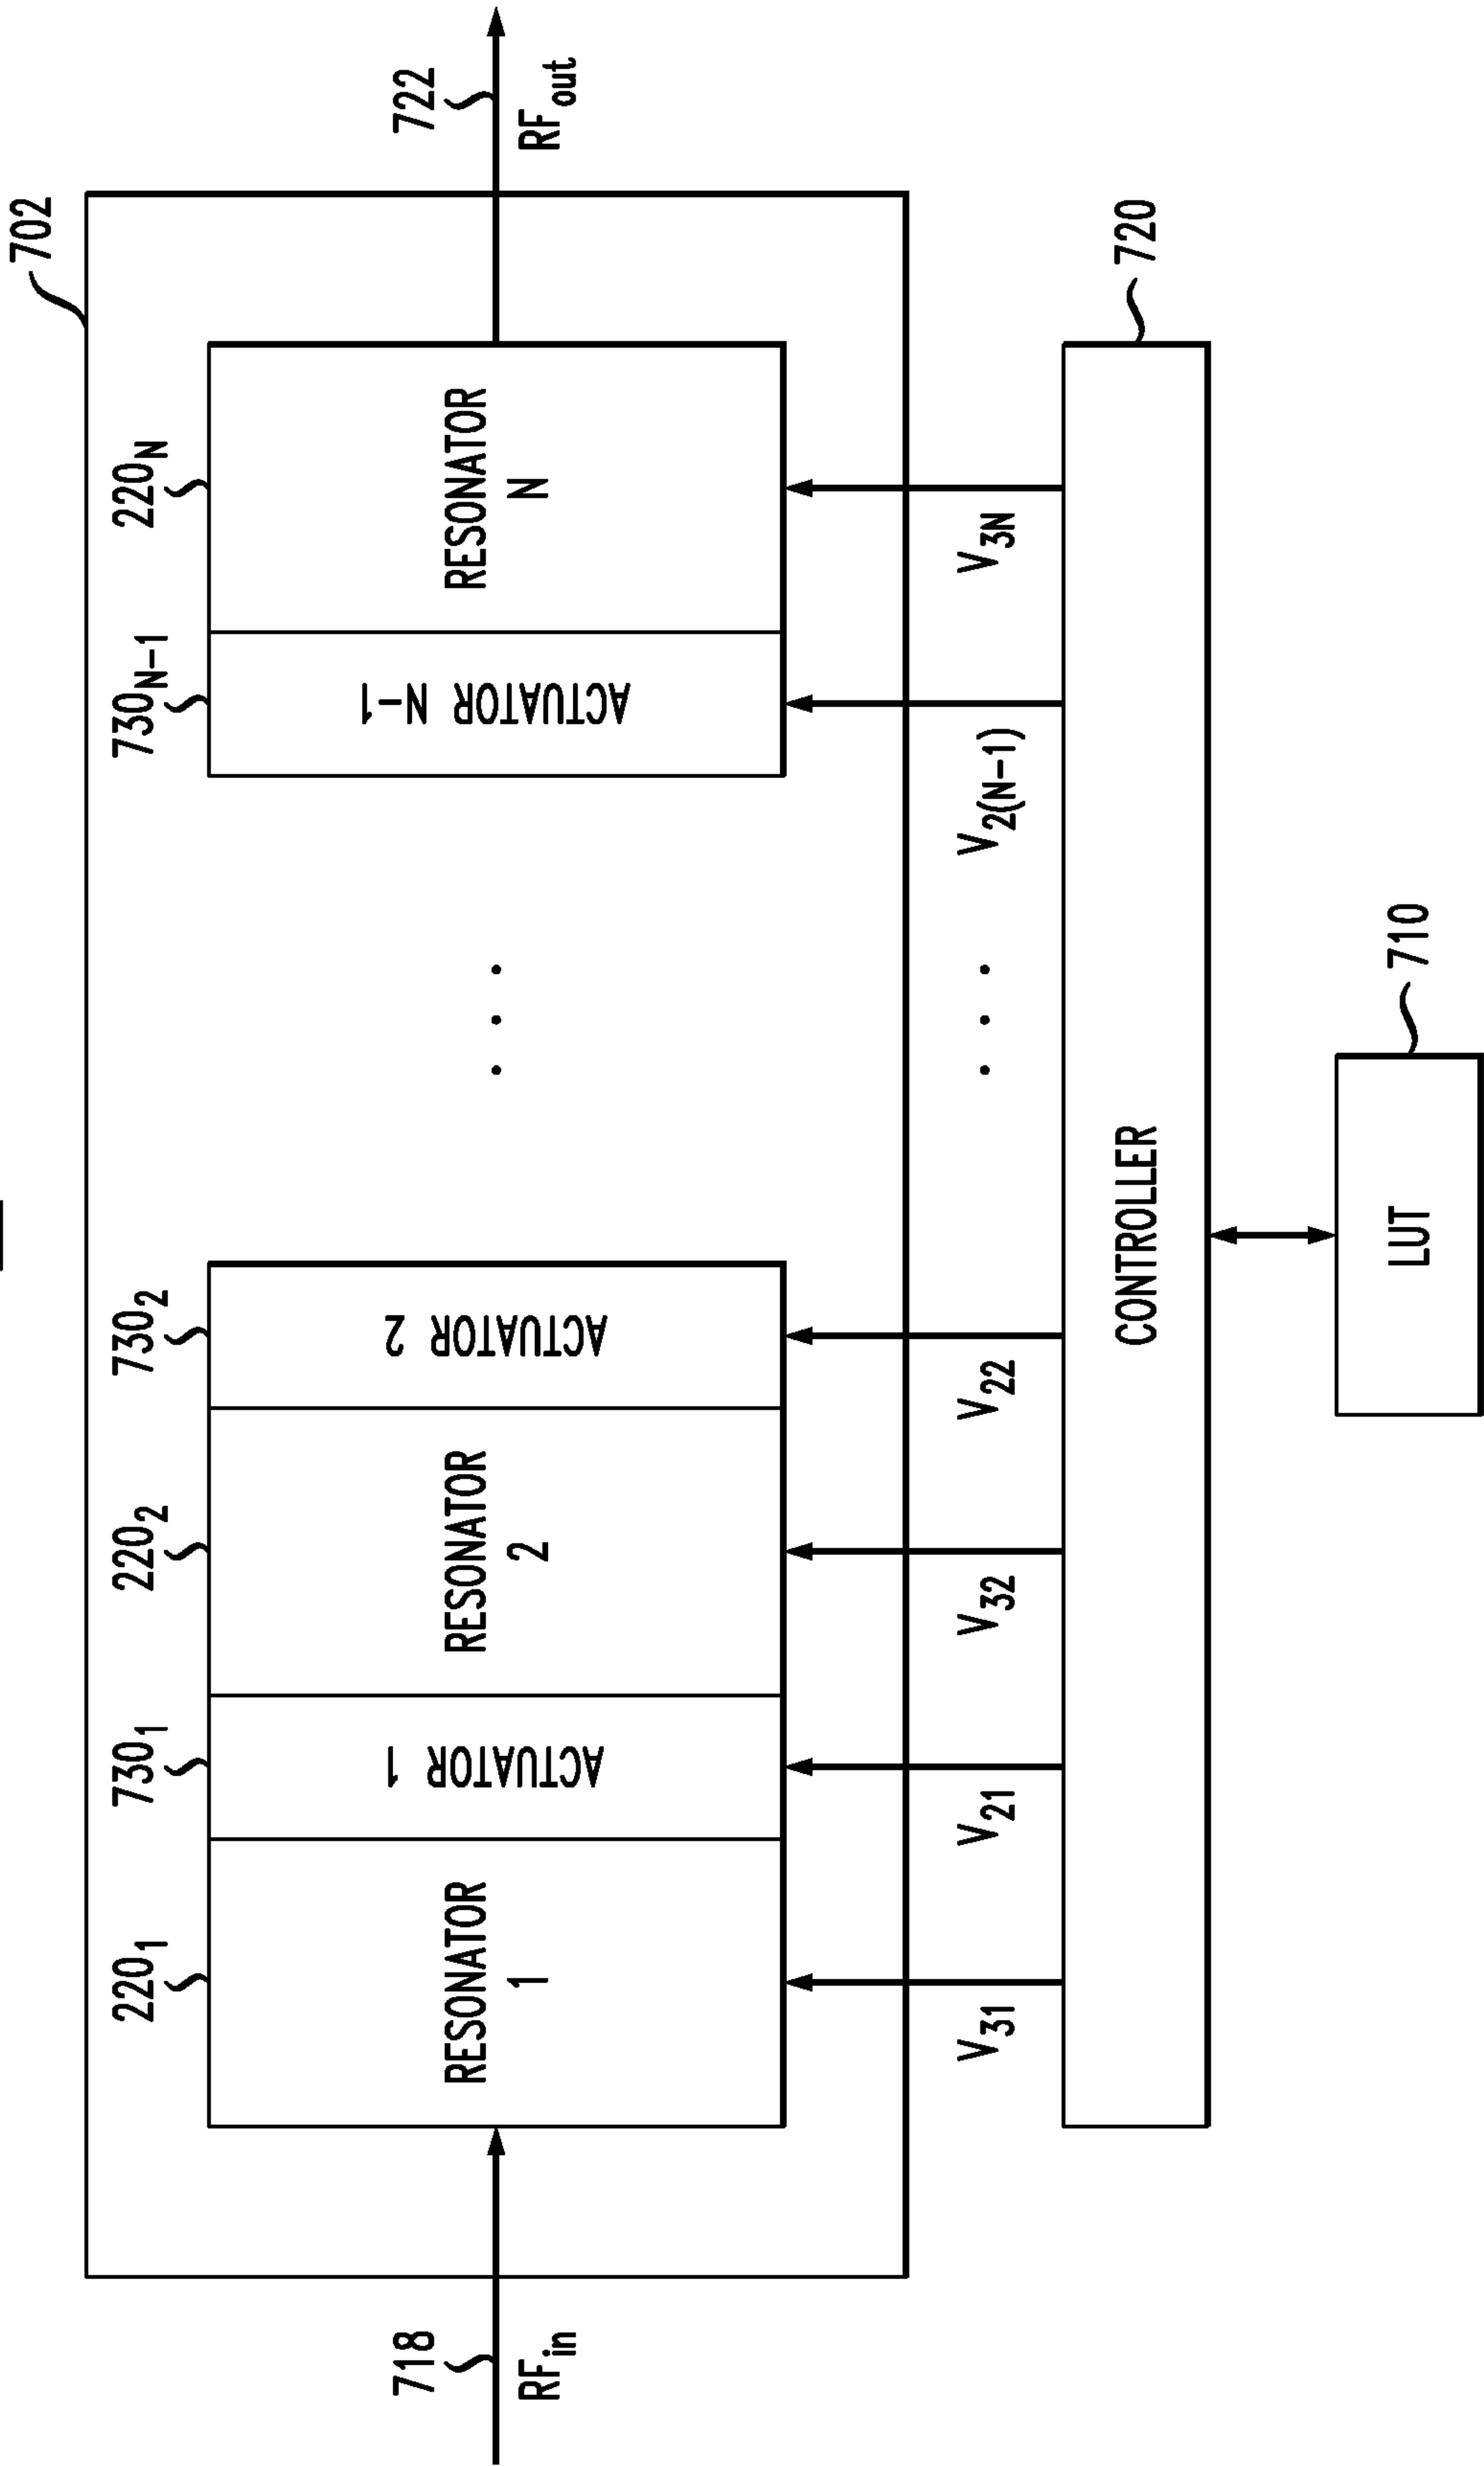 702
220₁
730₁
220₂
730₂
730N-1
220N
718
RFin
RESONATOR
1
ACTUATOR 1
RESONATOR
2
ACTUATOR 2
. . .
ACTUATOR N-1
RESONATOR
N
722
RFout
V31
V21
V32
V22
. . .
V2(N-1)
V3N
CONTROLLER
720
LUT
710